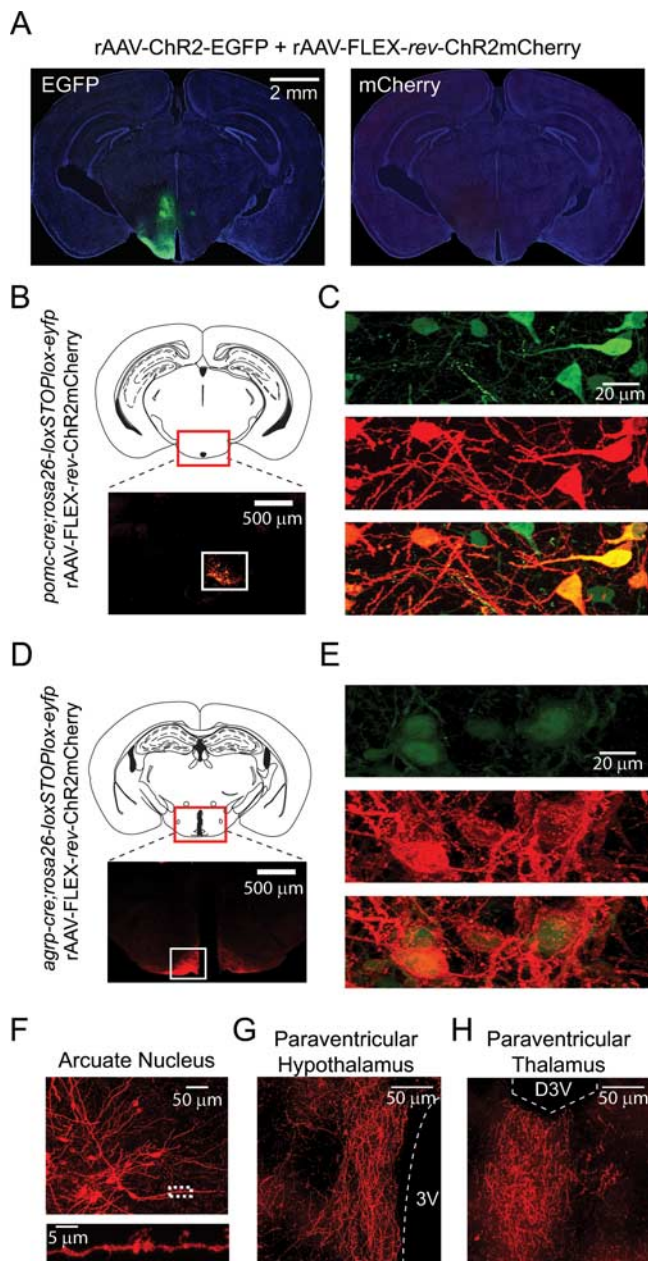 A
rAAV-ChR2-EGFP + rAAV-FLEX-rev-ChR2mCherry
EGFP
2 mm
mCherry
B
pomc-cre;rosa26-loxSTOPlox-eyfp
rAAV-FLEX-rev-ChR2mCherry
500 μm
C
20 μm
D
agrp-cre;rosa26-loxSTOPlox-eyfp
rAAV-FLEX-rev-ChR2mCherry
500 μm
E
20 μm
F
Arcuate Nucleus
50 μm
5 μm
G
Paraventricular
Hypothalamus
50 μm
3V
H
Paraventricular
Thalamus
D3V
50 μm